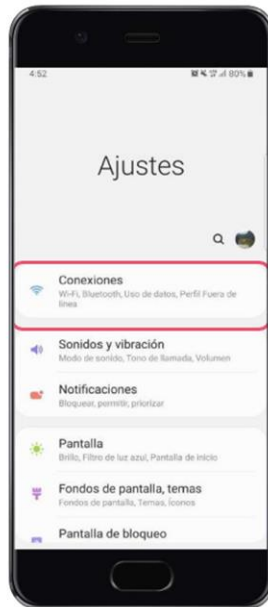 4:52
80%
Ajustes
Conexiones
Wi-Fi, Bluetooth, Uso de datos, Perfil Fuera de
línea
Sonidos y vibración
Modo de sonido, Tono de llamada, Volumen
Notificaciones
Bloquear, permitir, priorizar
Pantalla
Brillo, Filtro de luz azul, Pantalla de inicio
Fondos de pantalla, temas
Fondos de pantalla, Temas, Íconos
Pantalla de bloqueo